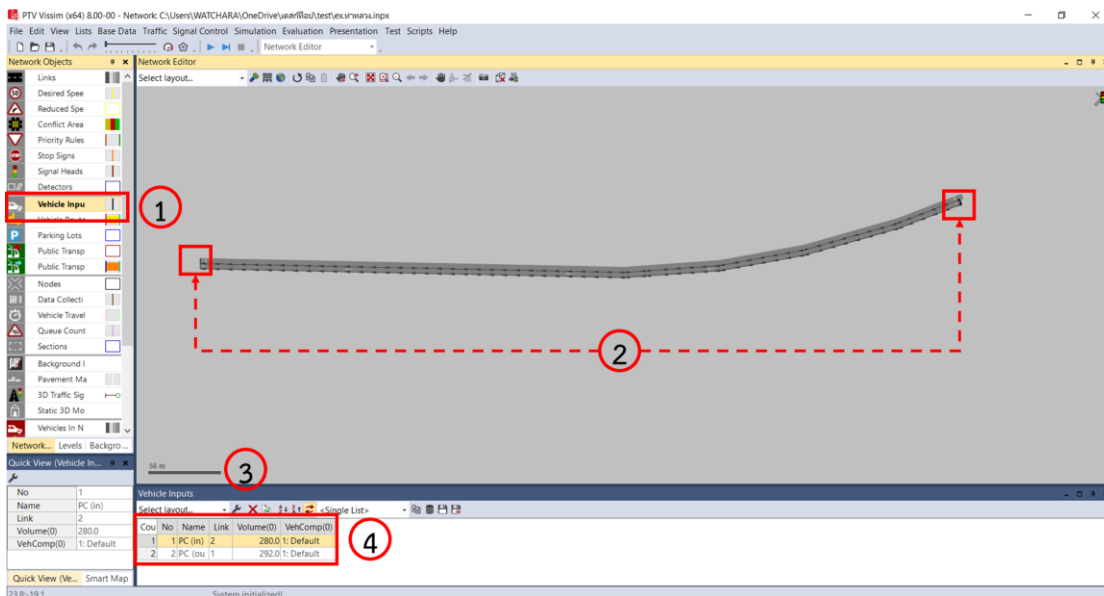 PTV Vissim (x64) 8.00-00 - Network: C:\Users\WATCHARA\OneDrive\เดสก์ท็อป\test\ex.ท่าหลวง.inpx
File Edit View Lists Base Data Traffic Signal Control Simulation Evaluation Presentation Test Scripts Help
Network Editor
Network Objects
Links
Desired Spee
Reduced Spe
Conflict Area
Priority Rules
Stop Signs
Signal Heads
Detectors
Vehicle Inpu
Vehicle Route
Parking Lots
Public Transp
Public Transp
Nodes
Data Collecti
Vehicle Travel
Queue Count
Sections
Background I
Pavement Ma
3D Traffic Sig
Static 3D Mo
Vehicles In N
Network... Levels Backgro...
Network Editor
Select layout...
1
2
50 m
3
Quick View (Vehicle In...
No 1
Name PC (in)
Link 2
Volume(0) 280.0
VehComp(0) 1: Default
Quick View (Ve... Smart Map
Vehicle Inputs
Select layout... <Single List>
Cou No Name Link Volume(0) VehComp(0)
1 1 PC (in) 2 280.0 1: Default
2 2 PC (ou 1 292.0 1: Default
4
23.8:-19.1 System initialized!